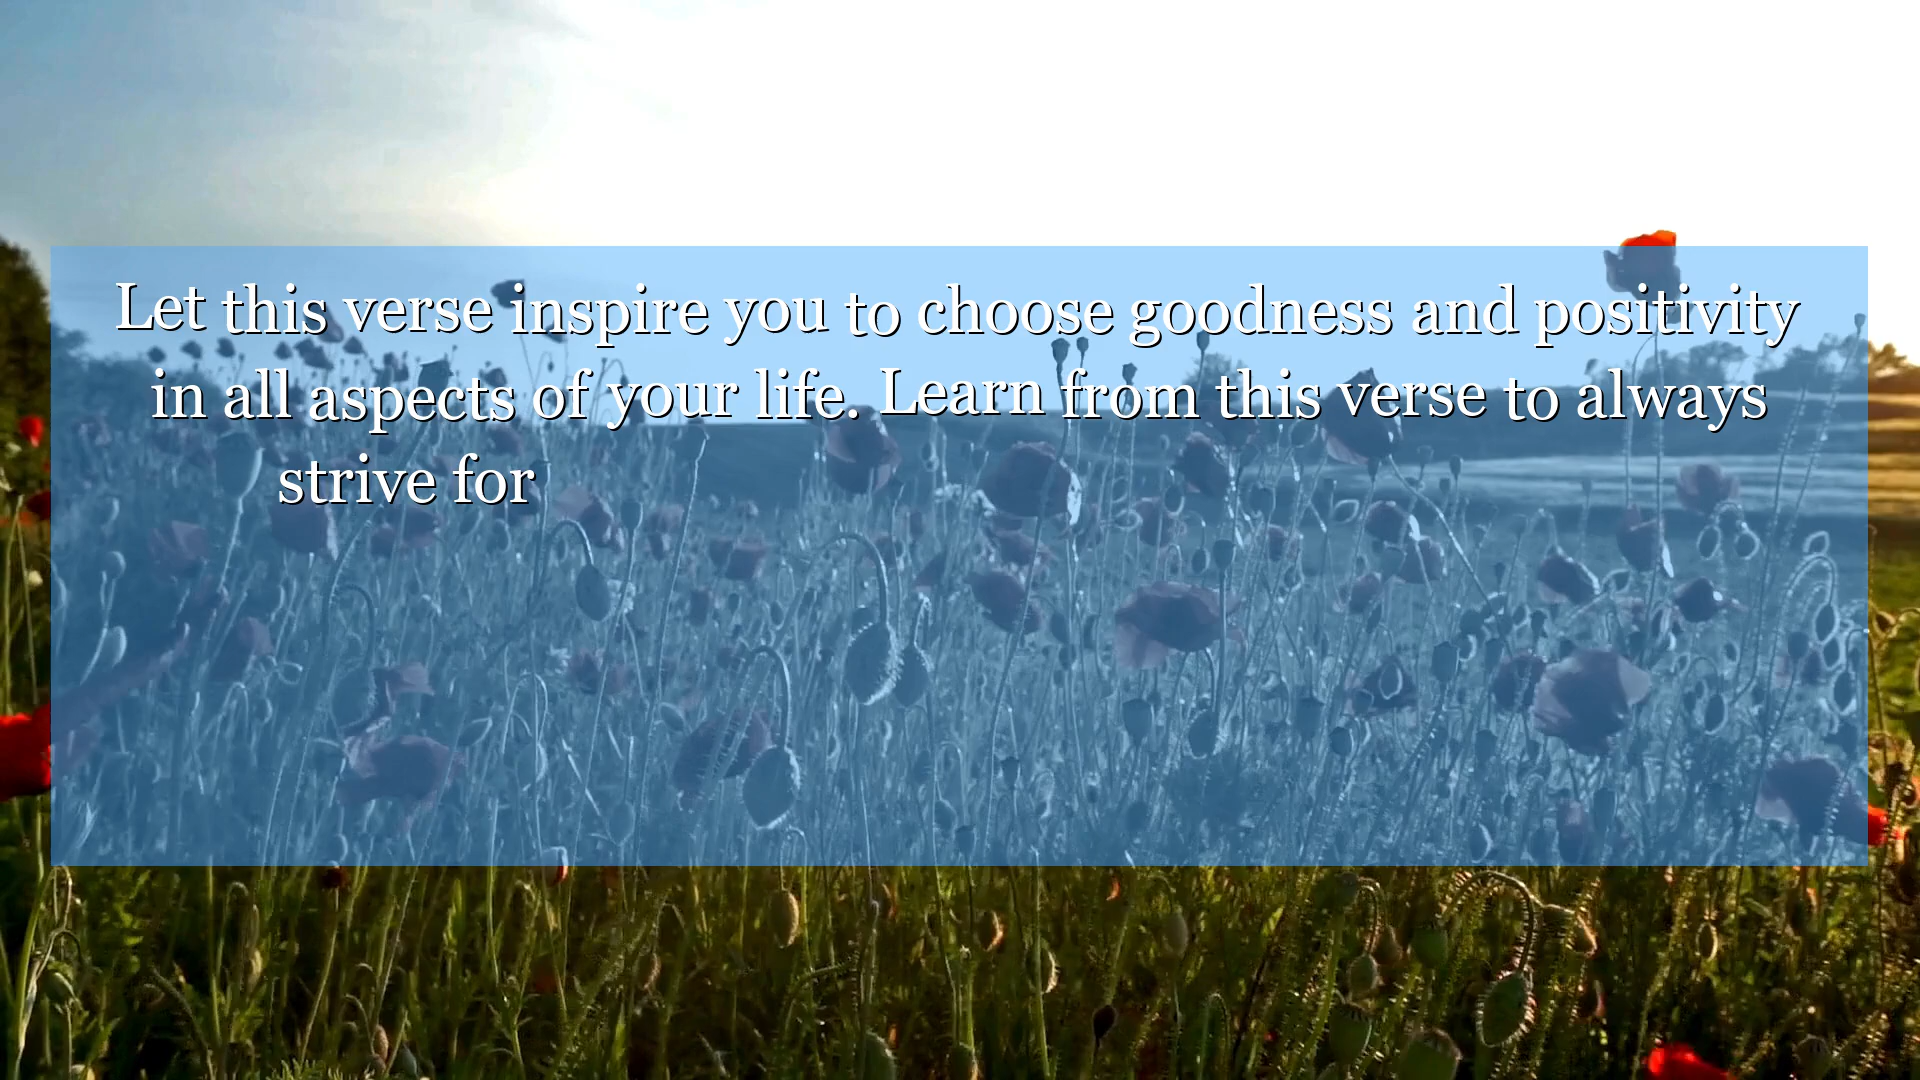 Let this verse inspire you to choose goodness and positivity
in all aspects of your life. Learn from this verse to always
strive for